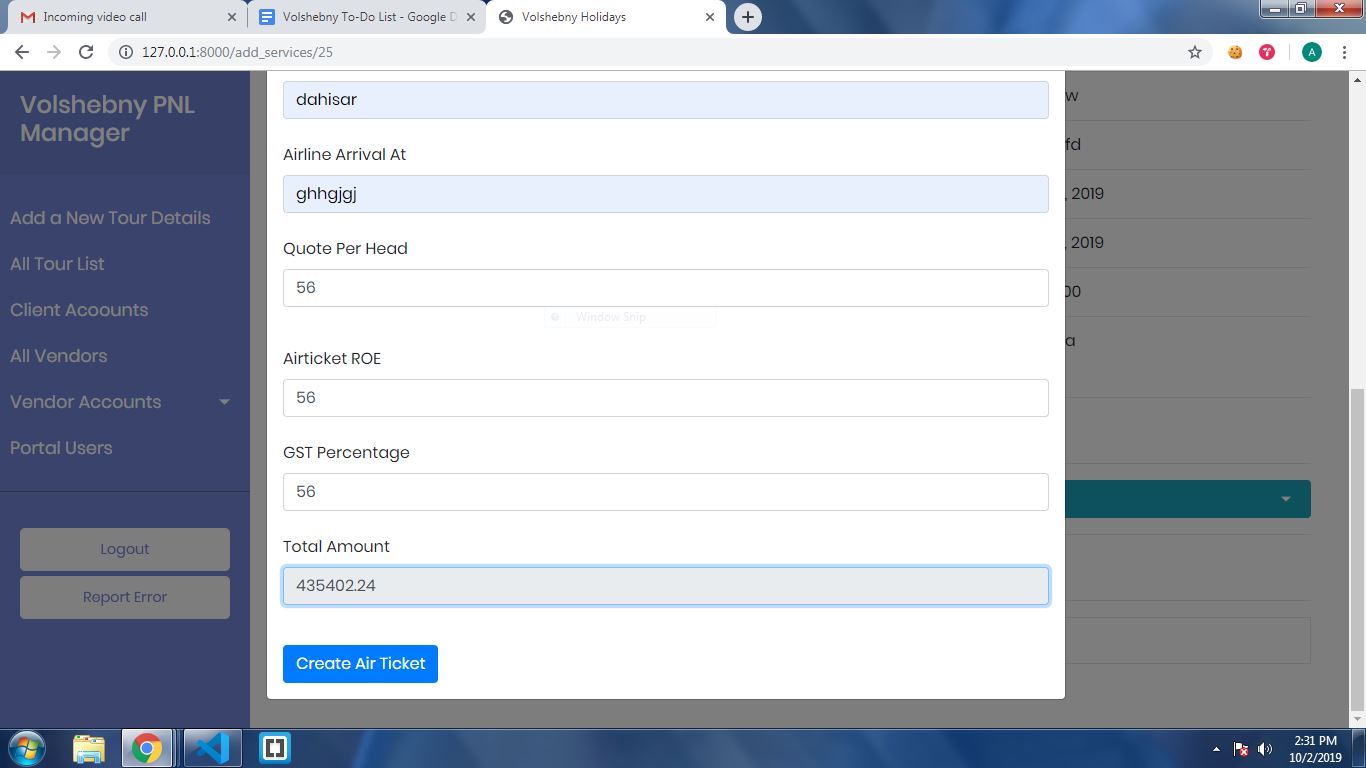 Incoming video call
Volshebny To-Do List - Google D
Volshebny Holidays
127.0.0.1:8000/add_services/25
A
Volshebny PNL
Manager
Add a New Tour Details
All Tour List
Client Acoounts
All Vendors
Vendor Accounts
Portal Users
Logout
Report Error
dahisar
Airline Arrival At
ghhgjgj
Quote Per Head
56
Window Snip
Airticket ROE
56
GST Percentage
56
Total Amount
435402.24
Create Air Ticket
w
fd
, 2019
, 2019
00
a
2:31 PM
10/2/2019